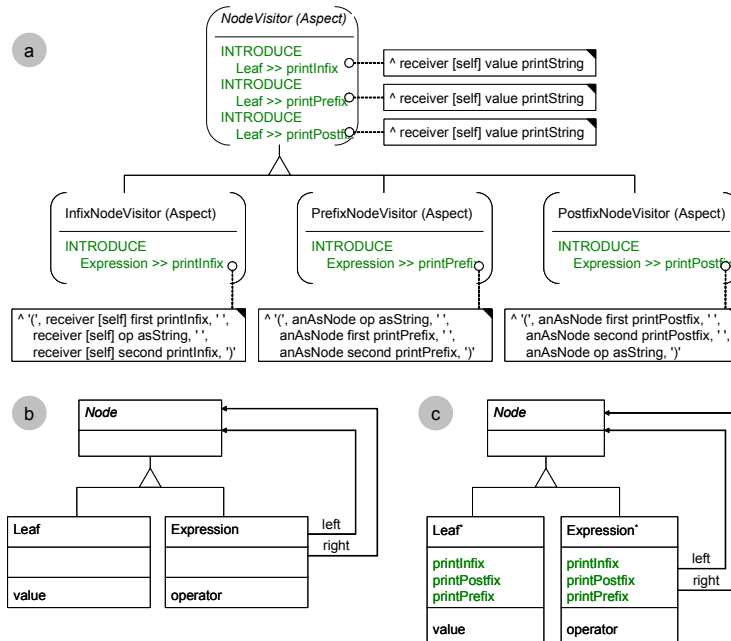 a
NodeVisitor (Aspect)
INTRODUCE
Leaf >> printInfix
INTRODUCE
Leaf >> printPrefix
INTRODUCE
Leaf >> printPostfix
^ receiver [self] value printString
^ receiver [self] value printString
^ receiver [self] value printString
InfixNodeVisitor (Aspect)
INTRODUCE
Expression >> printInfix
PrefixNodeVisitor (Aspect)
INTRODUCE
Expression >> printPrefix
PostfixNodeVisitor (Aspect)
INTRODUCE
Expression >> printPostfix
^ '(', receiver [self] first printInfix, ' ',
receiver [self] op asString, ' ',
receiver [self] second printInfix, ')'
^ '(', anAsNode op asString, ' ',
anAsNode first printPrefix, ' ',
anAsNode second printPrefix, ')'
^ '(', anAsNode first printPostfix, ' ',
anAsNode second printPostfix, ' ',
anAsNode op asString, ')'
b
Node
Leaf
value
Expression
operator
left
right
c
Node
Leaf*
printInfix
printPostfix
printPrefix
value
Expression*
printInfix
printPostfix
printPrefix
operator
left
right